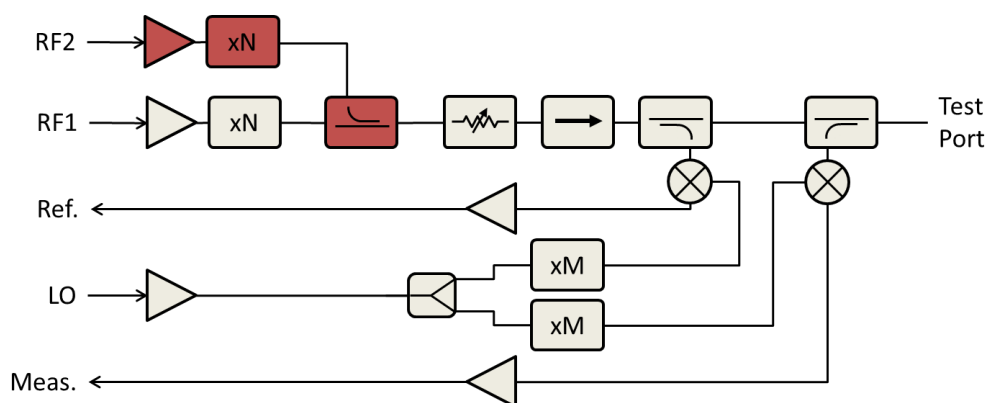 RF2
xN
RF1
xN
Test
Port
Ref.
xM
LO
xM
Meas.